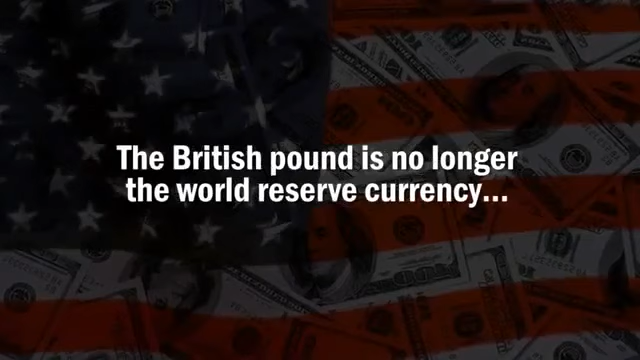 The British pound is no longer
the world reserve currency...